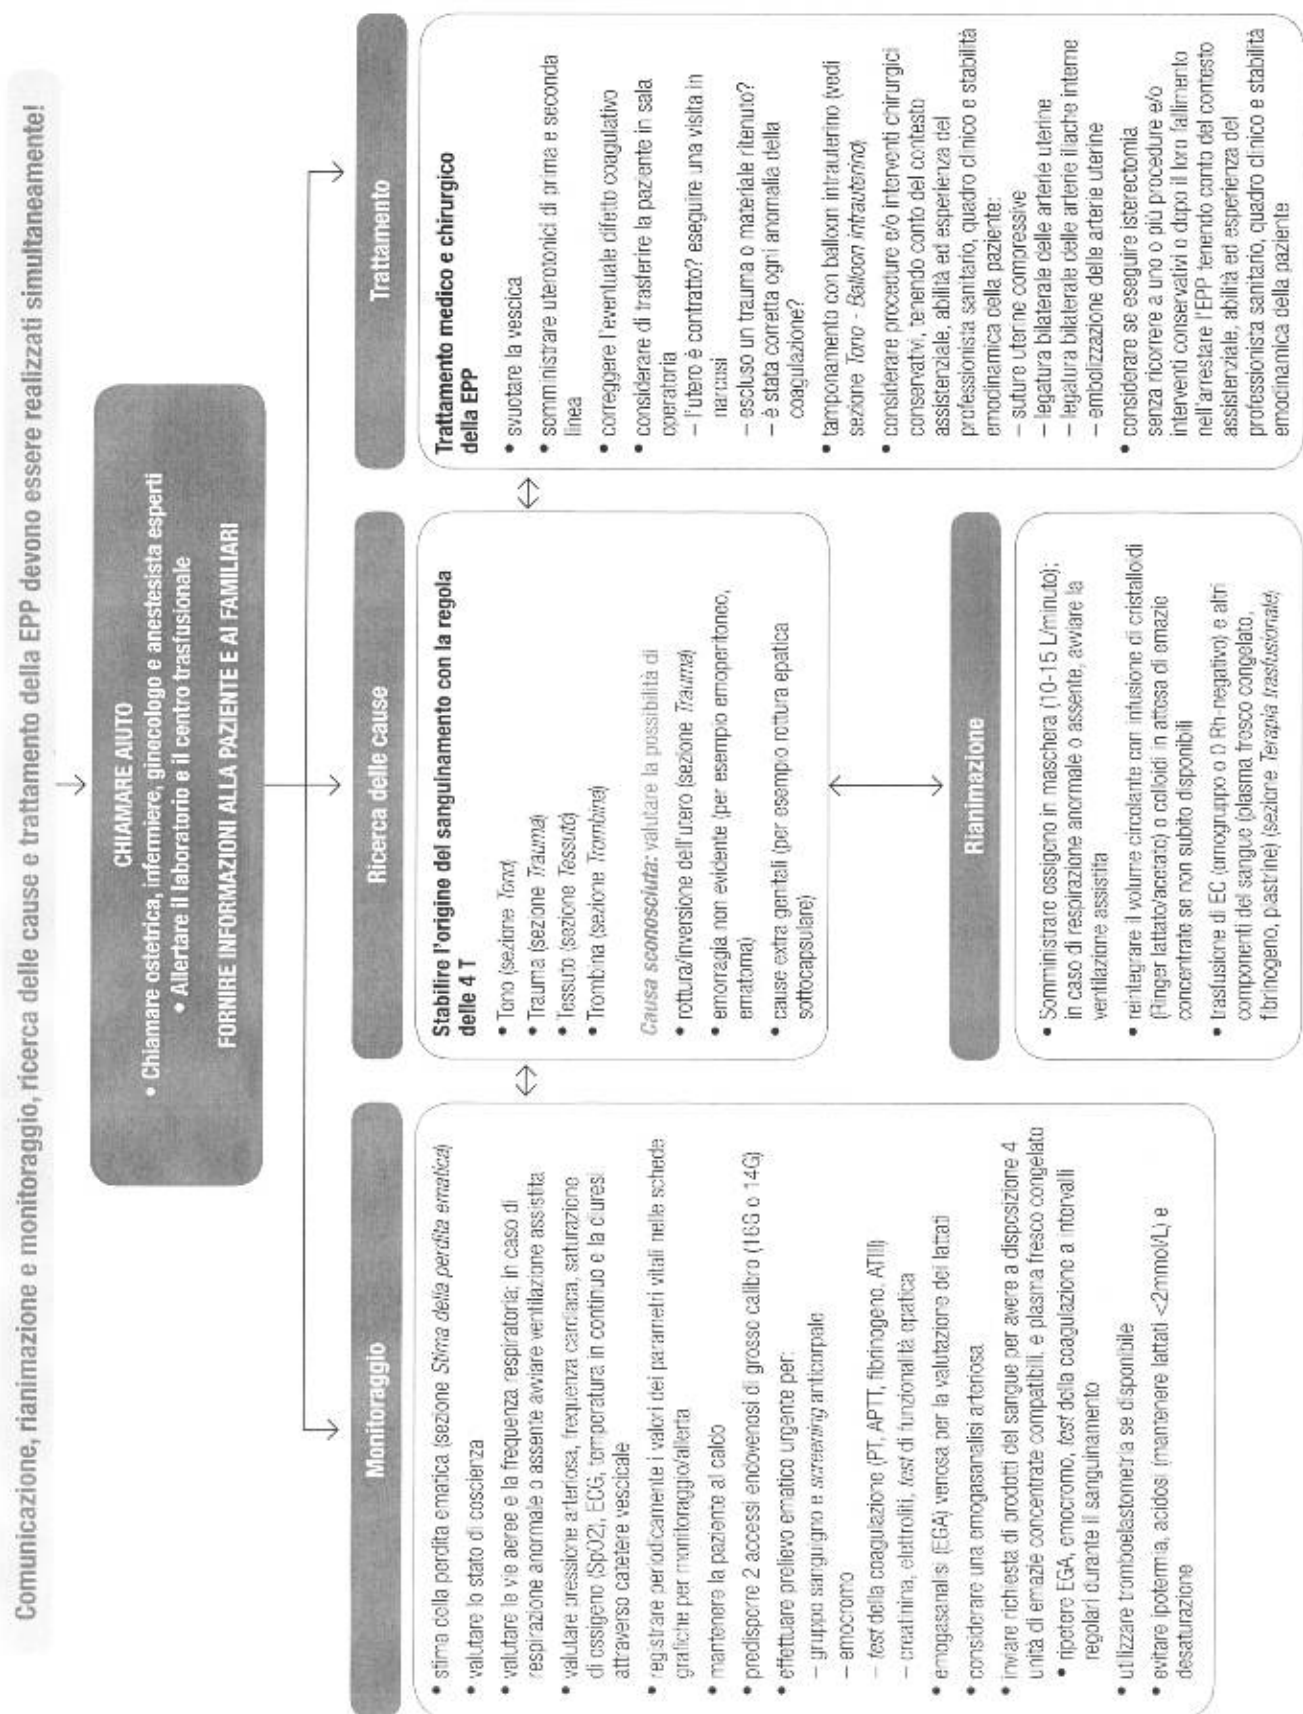 Comunicazione, rianimazione e monitoraggio, ricerca delle cause e trattamento della EPP devono essere realizzati simultaneamente!
CHIAMARE AIUTO
• Chiamare ostetrica, infermiere, ginecologo e anestesista esperti
• Allertare il laboratorio e il centro trasfusionale
FORNIRE INFORMAZIONI ALLA PAZIENTE E AI FAMILIARI
Monitoraggio
• stima della perdita ematica (sezione Stima della perdita ematica)
• valutare lo stato di coscienza
• valutare le vie aeree e la frequenza respiratoria; in caso di
respirazione anormale o assente avviare ventilazione assistita
• valutare pressione arteriosa, frequenza cardiaca, saturazione
di ossigeno (SpO2), ECG, temperatura in continuo e la diuresi
attraverso catetere vescicale
• registrare periodicamente i valori dei parametri vitali nelle schede
grafiche per monitoraggio/allerta
• mantenere la paziente al caldo
• predisporre 2 accessi endovenosi di grosso calibro (16G o 14G)
• effettuare prelievo ematico urgente per:
– gruppo sanguigno e screening anticorpale
– emocromo
– test della coagulazione (PT, APTT, fibrinogeno, ATIII)
– creatinina, elettroliti, test di funzionalità epatica
• emogasanalisi (EGA) venosa per la valutazione dei lattati
• considerare una emogasanalisi arteriosa
• inviare richiesta di prodotti del sangue per avere a disposizione 4
unità di emazie concentrate compatibili, e plasma fresco congelato
• ripetere EGA, emocromo, test della coagulazione a intervalli
regolari durante il sanguinamento
• utilizzare tromboelastometria se disponibile
• evitare ipotermia, acidosi (mantenere lattati <2mmol/L) e
desaturazione
Ricerca delle cause
Stabilire l'origine del sanguinamento con la regola
delle 4 T
• Tono (sezione Tono)
• Trauma (sezione Trauma)
• Tessuto (sezione Tessuto)
• Trombina (sezione Trombina)
Causa sconosciuta: valutare la possibilità di
• rottura/inversione dell'utero (sezione Trauma)
• emorragia non evidente (per esempio emoperitoneo,
ematoma)
• cause extra genitali (per esempio rottura epatica
sottocapsulare)
Rianimazione
• Somministrare ossigeno in maschera (10-15 L/minuto);
in caso di respirazione anormale o assente, avviare la
ventilazione assistita
• reintegrare il volume circolante con infusione di cristalloidi
(Ringer lattato/acetato) o colloidi in attesa di emazie
concentrate se non subito disponibili
• trasfusione di EC (omogruppo o 0 Rh-negativo) e altri
componenti del sangue (plasma fresco congelato,
fibrinogeno, piastrine) (sezione Terapia trasfusionale)
Trattamento
Trattamento medico e chirurgico
della EPP
• svuotare la vescica
• somministrare uterotonici di prima e seconda
linea
• correggere l'eventuale difetto coagulativo
• considerare di trasferire la paziente in sala
operatoria
– l'utero è contratto? eseguire una visita in
narcosi
– escluso un trauma o materiale ritenuto?
– è stata corretta ogni anomalia della
coagulazione?
• tamponamento con balloon intrauterino (vedi
sezione Tono - Balloon intrauterino)
• considerare procedure e/o interventi chirurgici
conservativi, tenendo conto del contesto
assistenziale, abilità ed esperienza del
professionista sanitario, quadro clinico e stabilità
emodinamica della paziente:
– suture uterine compressive
– legatura bilaterale delle arterie uterine
– legatura bilaterale delle arterie iliache interne
– embolizzazione delle arterie uterine
• considerare se eseguire isterectomia
senza ricorrere a uno o più procedure e/o
interventi conservativi o dopo il loro fallimento
nell'arrestare l'EPP tenendo conto del contesto
assistenziale, abilità ed esperienza del
professionista sanitario, quadro clinico e stabilità
emodinamica della paziente